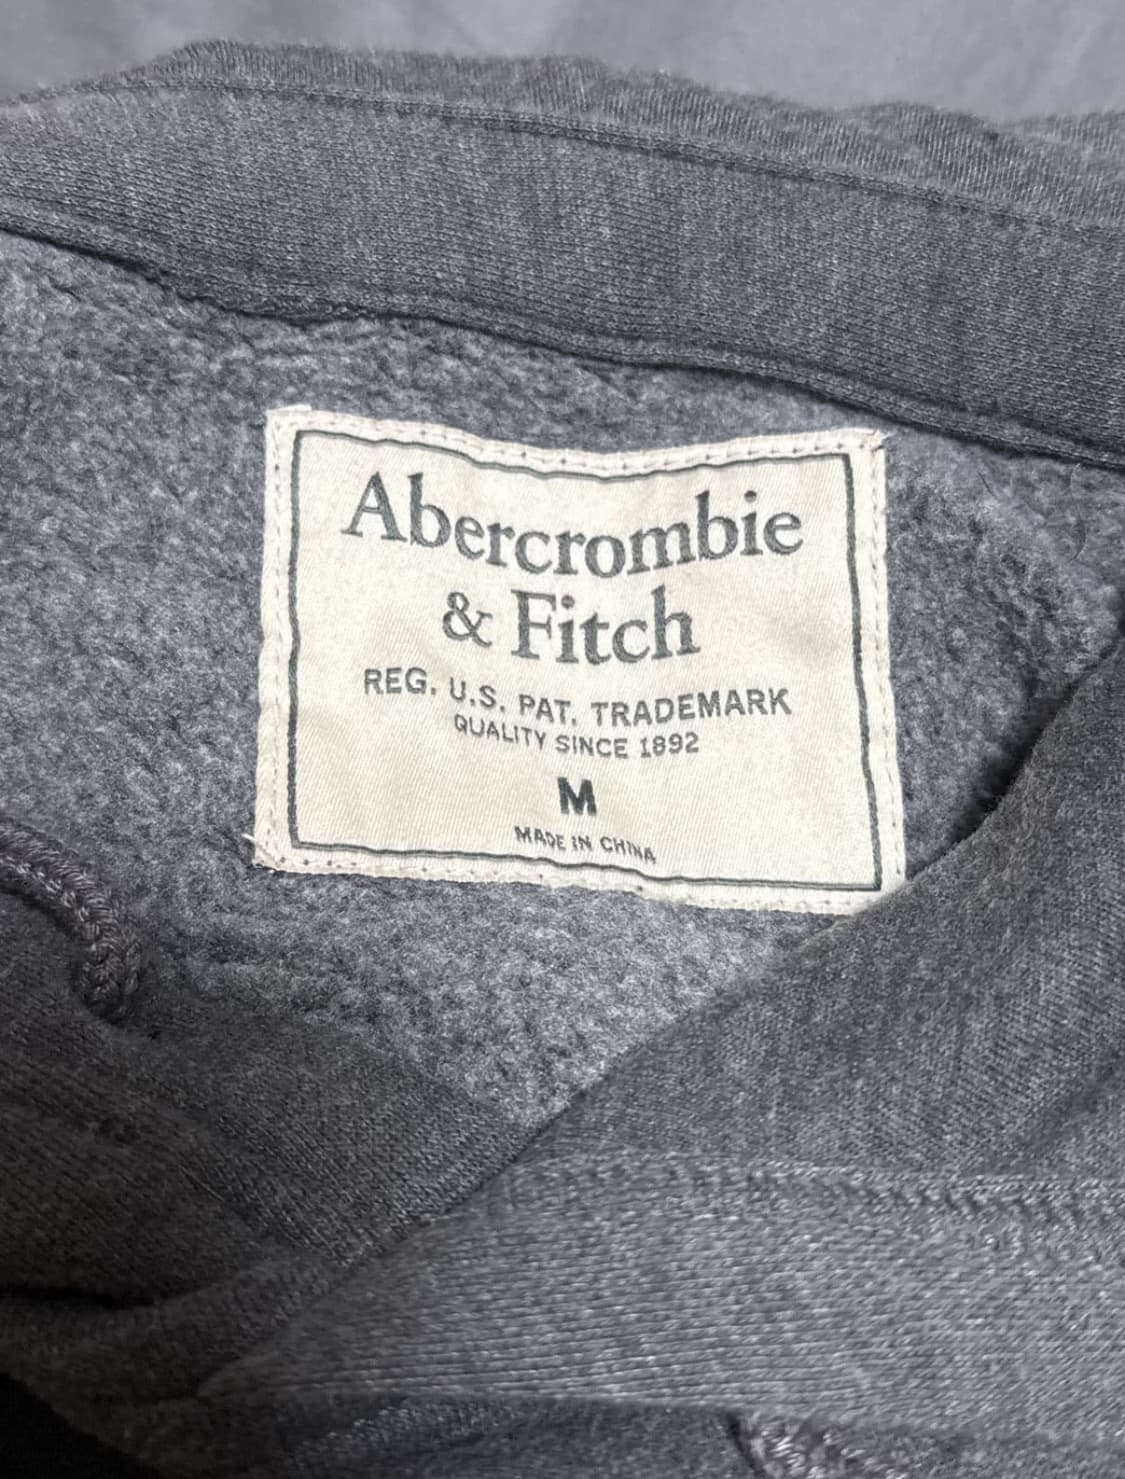 Abercrombie
& Fitch
REG. U.S. PAT. TRADEMARK
QUALITY SINCE 1892
M
MADE IN CHINA